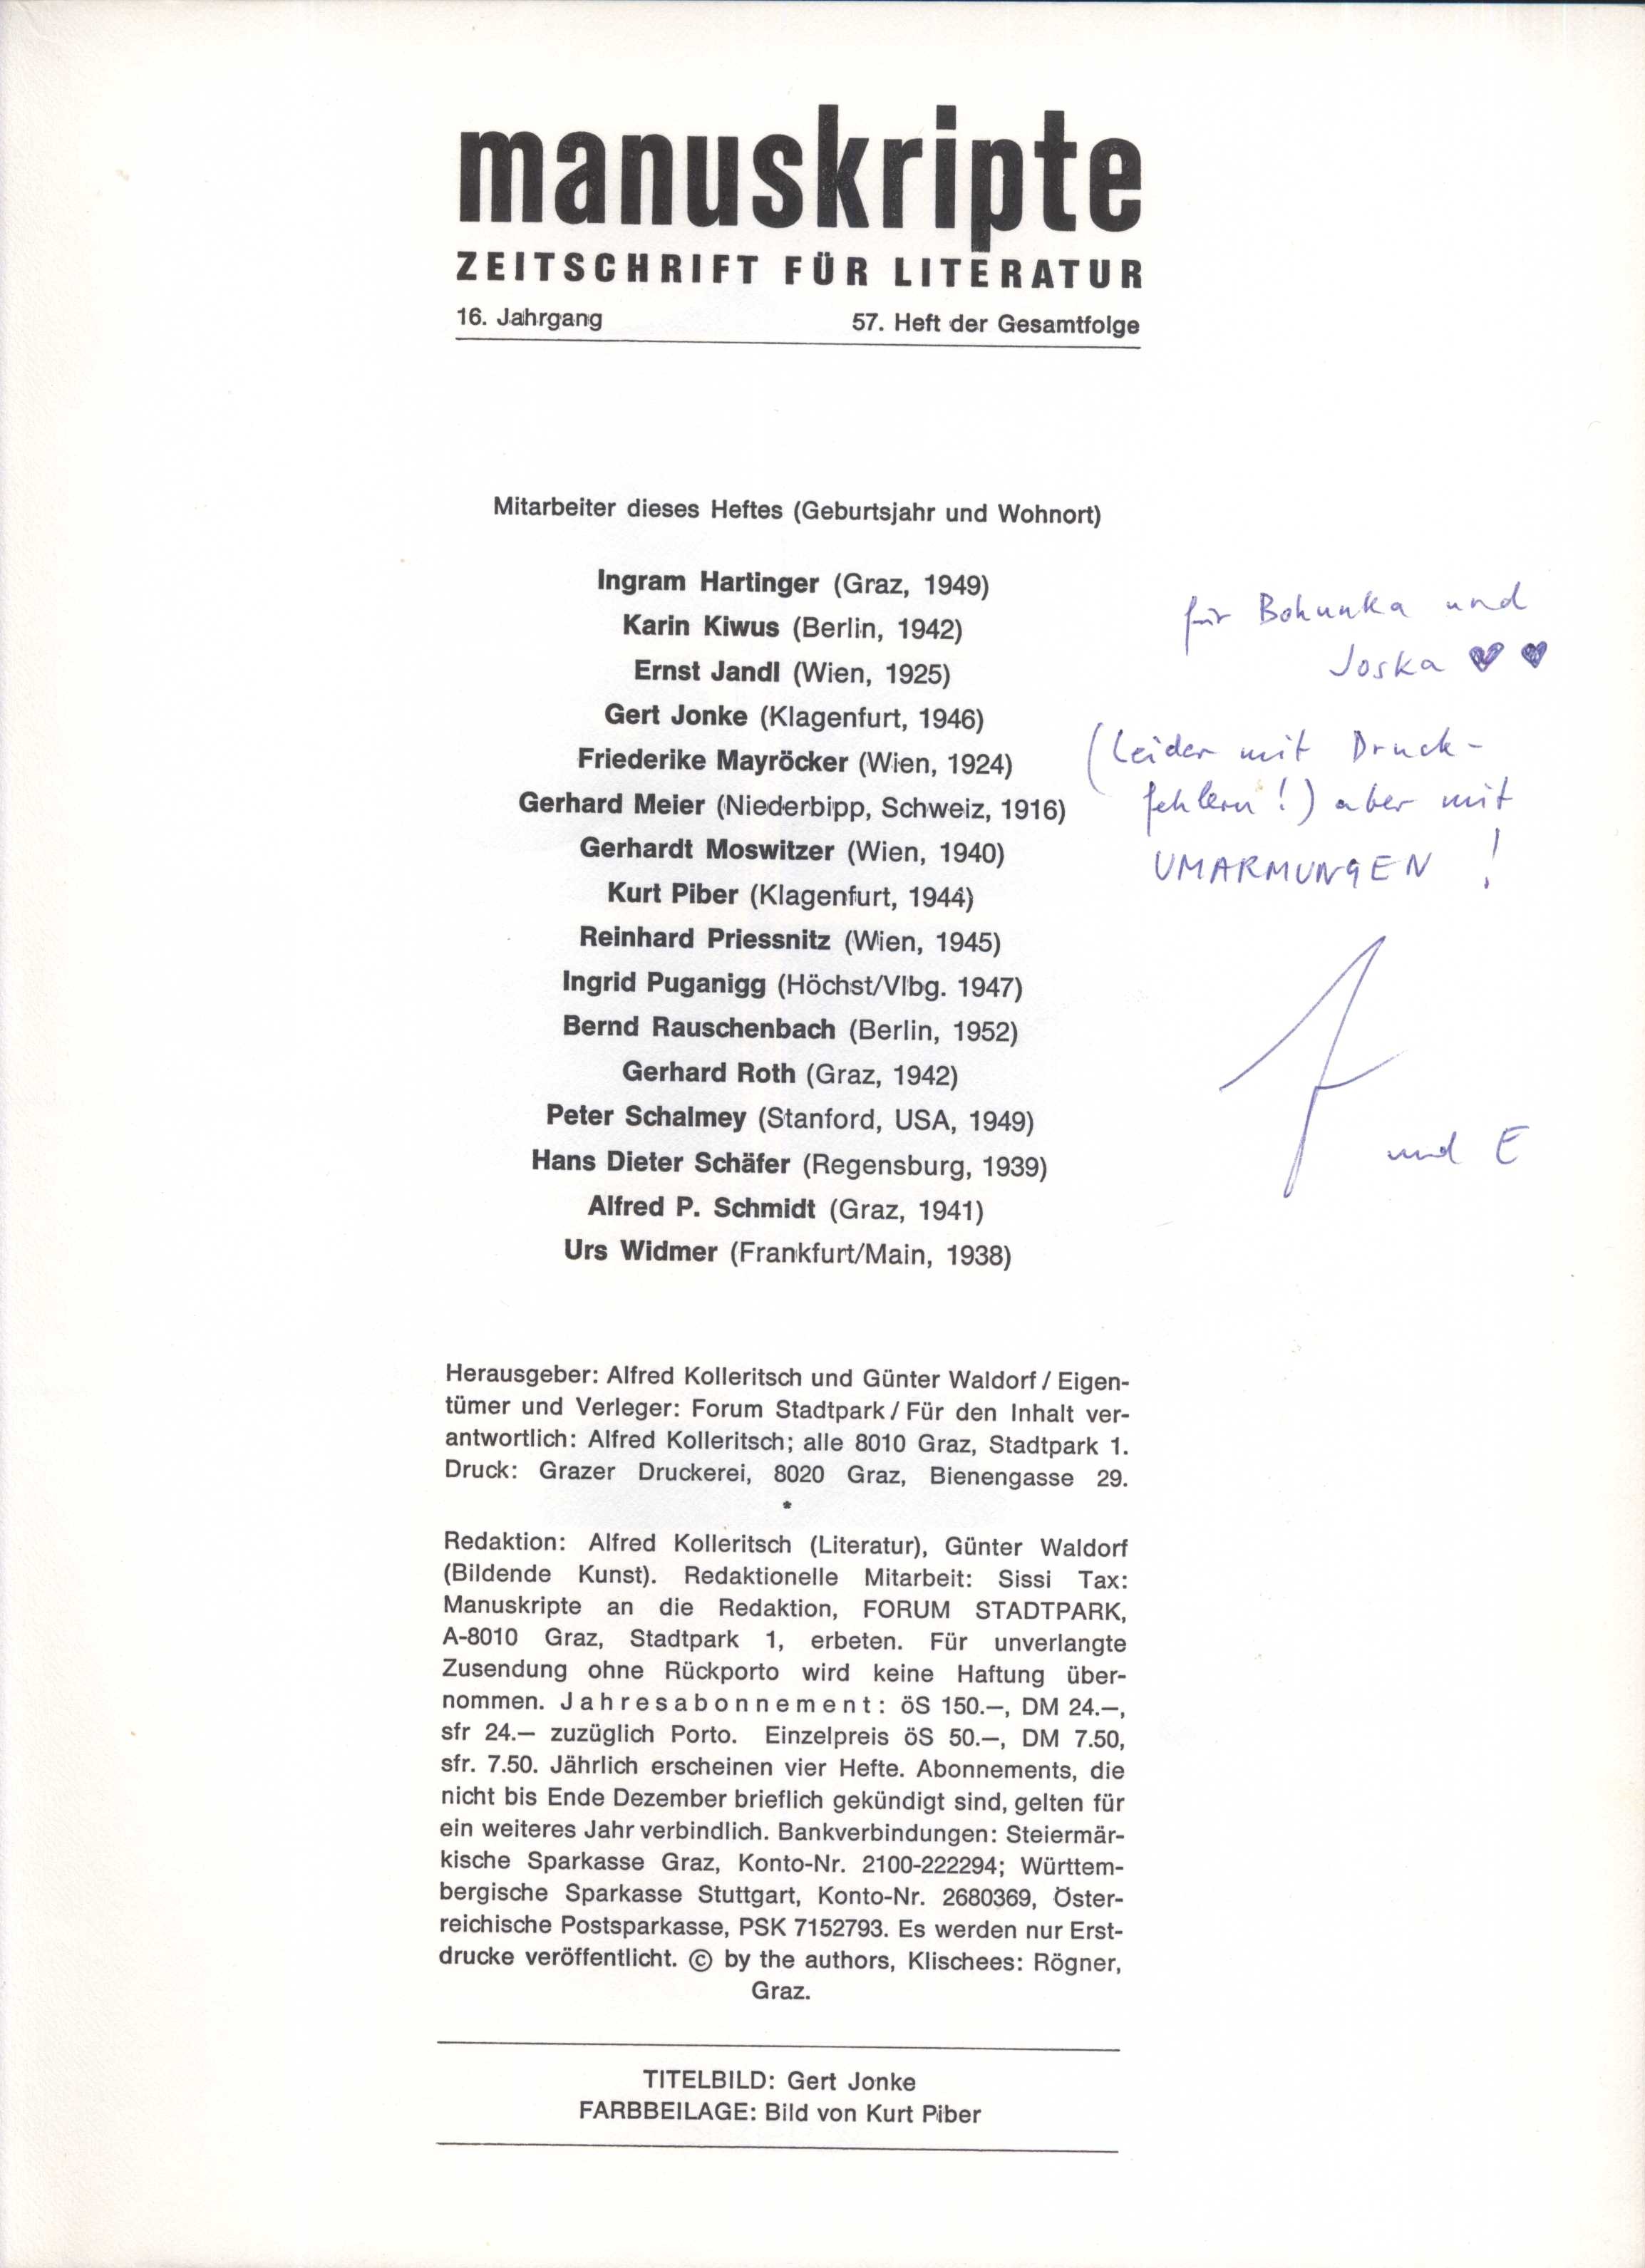 manuskripte
ZEITSCHRIFT FÜR LITERATUR
16. Jahrgang 57. Heft der Gesamtfolge
Mitarbeiter dieses Heftes (Geburtsjahr und Wohnort)
Ingram Hartinger (Graz, 1949)
Karin Kiwus (Berlin, 1942)
Ernst Jandl (Wien, 1925)
Gert Jonke (Klagenfurt, 1946)
Friederike Mayröcker (Wien, 1924)
Gerhard Meier (Niederbipp, Schweiz, 1916)
Gerhardt Moswitzer (Wien, 1940)
Kurt Piber (Klagenfurt, 1944)
Reinhard Priessnitz (Wien, 1945)
Ingrid Puganigg (Höchst/Vlbg. 1947)
Bernd Rauschenbach (Berlin, 1952)
Gerhard Roth (Graz, 1942)
Peter Schalmey (Stanford, USA, 1949)
Hans Dieter Schäfer (Regensburg, 1939)
Alfred P. Schmidt (Graz, 1941)
Urs Widmer (Frankfurt/Main, 1938)
für Bohunka und
Joska ♥ ♥
(leider mit Druck-
fehlern!) aber mit
UMARMUNGEN !
f
und E
Herausgeber: Alfred Kolleritsch und Günter Waldorf / Eigen-
tümer und Verleger: Forum Stadtpark / Für den Inhalt ver-
antwortlich: Alfred Kolleritsch; alle 8010 Graz, Stadtpark 1.
Druck: Grazer Druckerei, 8020 Graz, Bienengasse 29.
*
Redaktion: Alfred Kolleritsch (Literatur), Günter Waldorf
(Bildende Kunst). Redaktionelle Mitarbeit: Sissi Tax:
Manuskripte an die Redaktion, FORUM STADTPARK,
A-8010 Graz, Stadtpark 1, erbeten. Für unverlangte
Zusendung ohne Rückporto wird keine Haftung über-
nommen. Jahresabonnement: öS 150.—, DM 24.—,
sfr 24.— zuzüglich Porto. Einzelpreis öS 50.—, DM 7.50,
sfr. 7.50. Jährlich erscheinen vier Hefte. Abonnements, die
nicht bis Ende Dezember brieflich gekündigt sind, gelten für
ein weiteres Jahr verbindlich. Bankverbindungen: Steiermär-
kische Sparkasse Graz, Konto-Nr. 2100-222294; Württem-
bergische Sparkasse Stuttgart, Konto-Nr. 2680369, Öster-
reichische Postsparkasse, PSK 7152793. Es werden nur Erst-
drucke veröffentlicht. © by the authors, Klischees: Rögner,
Graz.
TITELBILD: Gert Jonke
FARBBEILAGE: Bild von Kurt Piber